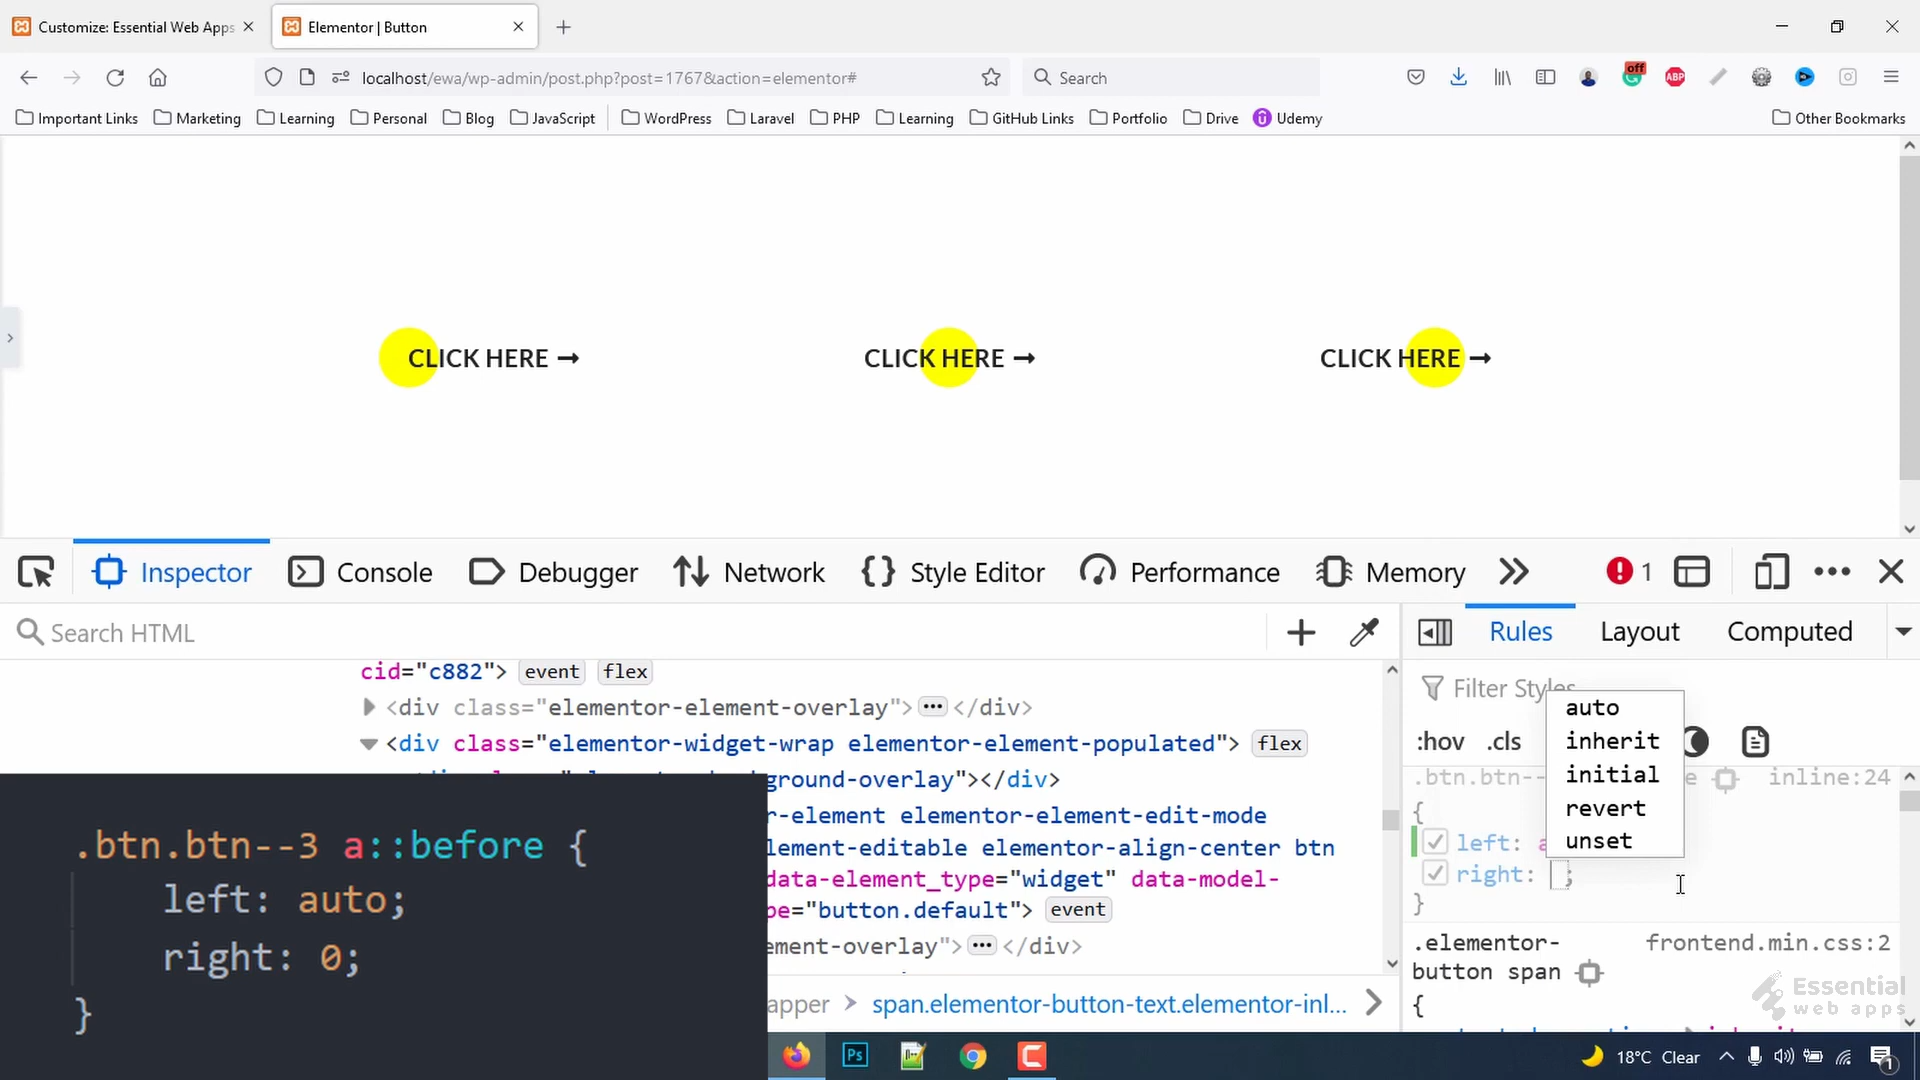 Customize: Essential Web Apps
Elementor | Button
localhost/ewa/wp-admin/post.php?post=1767&action=elementor#
Search
off
ABP
Important Links
Marketing
Learning
Personal
Blog
JavaScript
WordPress
Laravel
PHP
Learning
GitHub Links
Portfolio
Drive
Udemy
Other Bookmarks
CLICK HERE →
CLICK HERE →
CLICK HERE →
Inspector
Console
Debugger
Network
{} Style Editor
Performance
Memory
1
Search HTML
Rules
Layout
Computed
cid="c882"> event flex
<div class="elementor-element-overlay"> ••• </div>
<div class="elementor-widget-wrap elementor-element-populated"> flex
ground-overlay"></div>
r-element elementor-element-edit-mode
lement-editable elementor-align-center btn
data-element_type="widget" data-model-
pe="button.default"> event
ement-overlay"> ••• </div>
apper > span.elementor-button-text.elementor-inl...
Filter Styles
:hov .cls
auto
inherit
initial
revert
unset
.btn.btn-- e inline:24
{
left: a
right: ;
}
.elementor- frontend.min.css:2
button span
{
.btn.btn--3 a::before {
left: auto;
right: 0;
}
Essential
web apps
Ps
18°C Clear
1